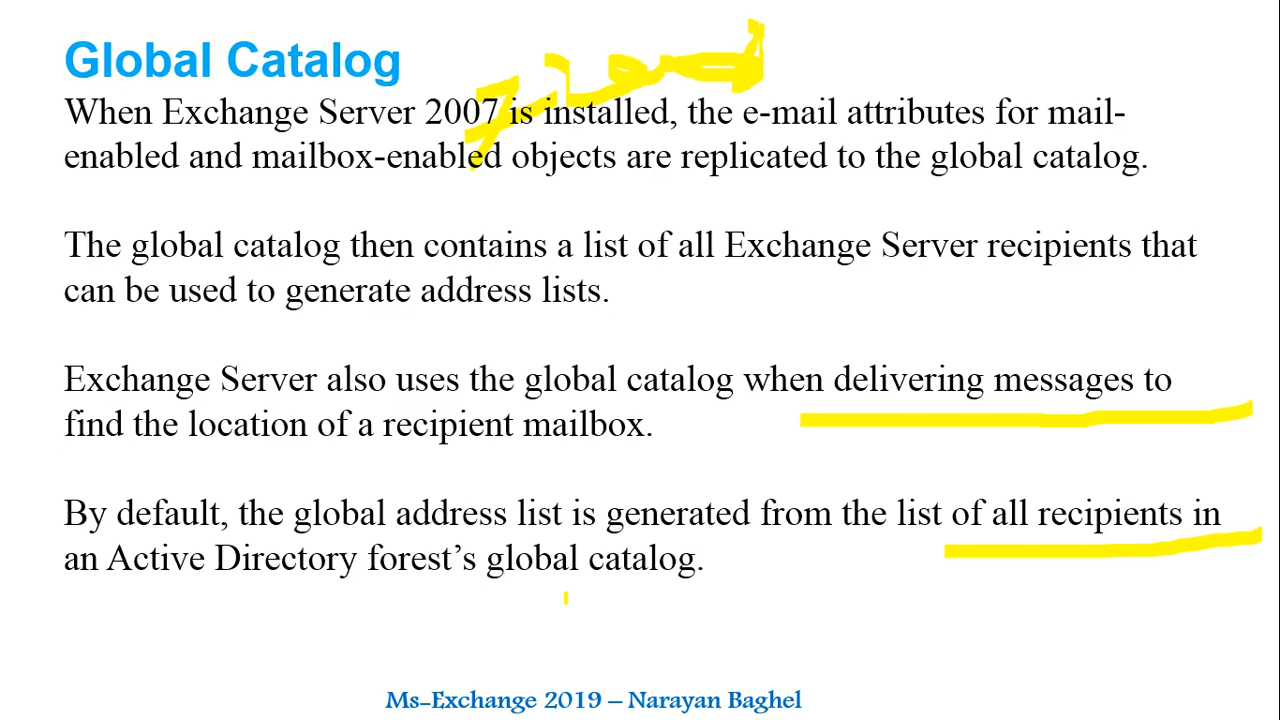 Global Catalog
When Exchange Server 2007 is installed, the e-mail attributes for mail-
enabled and mailbox-enabled objects are replicated to the global catalog.
The global catalog then contains a list of all Exchange Server recipients that
can be used to generate address lists.
Exchange Server also uses the global catalog when delivering messages to
find the location of a recipient mailbox.
By default, the global address list is generated from the list of all recipients in
an Active Directory forest’s global catalog.
Ms-Exchange 2019 – Narayan Baghel